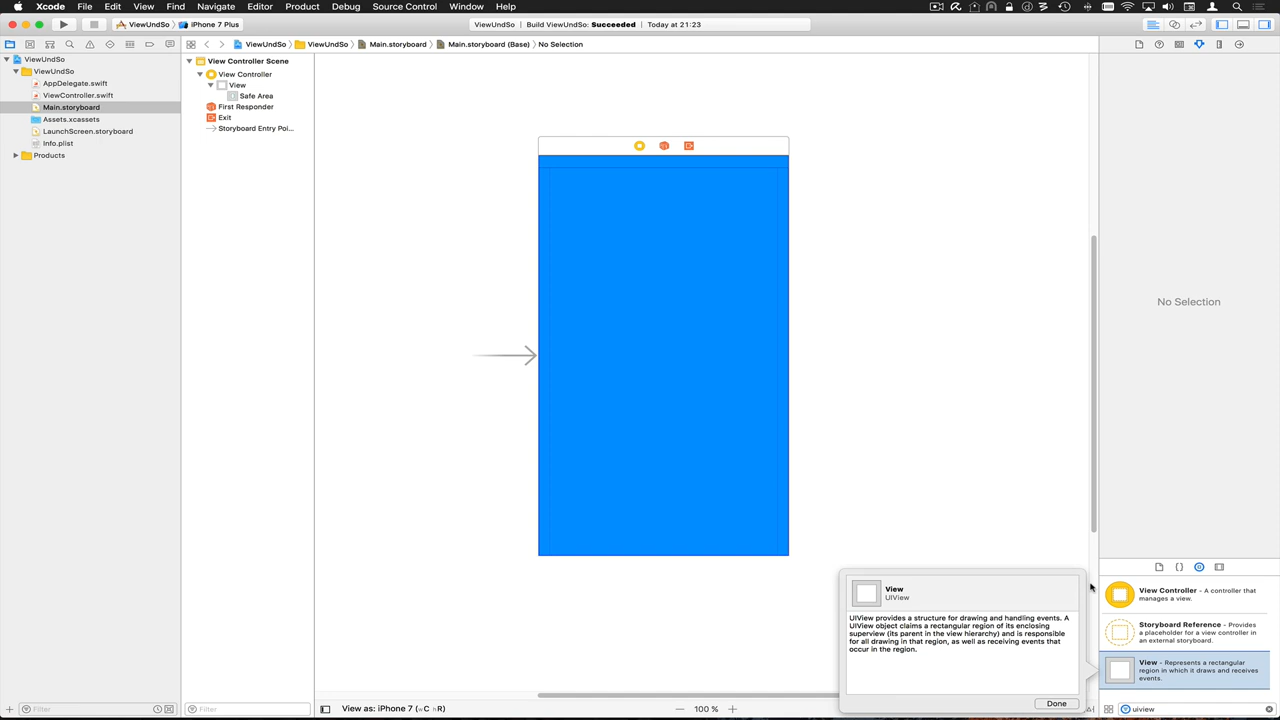 Xcode File Edit View Find Navigate Editor Product Debug Source Control Window Help
ViewUndSo iPhone 7 Plus
ViewUndSo Build ViewUndSo: Succeeded Today at 21:23
ViewUndSo ViewUndSo Main.storyboard Main.storyboard (Base) No Selection
ViewUndSo
ViewUndSo
AppDelegate.swift
ViewController.swift
Main.storyboard
Assets.xcassets
LaunchScreen.storyboard
Info.plist
Products
View Controller Scene
View Controller
View
Safe Area
First Responder
Exit
Storyboard Entry Poi...
No Selection
View
UIView
UIView provides a structure for drawing and handling events. A
UIView object claims a rectangular region of its enclosing
superview (its parent in the view hierarchy) and is responsible
for all drawing in that region, as well as receiving events that
occur in the region.
Done
View Controller - A controller that
manages a view.
Storyboard Reference - Provides
a placeholder for a view controller in
an external storyboard.
View - Represents a rectangular
region in which it draws and receives
events.
Filter
Filter
View as: iPhone 7 (wC hR)
100 %
uiview